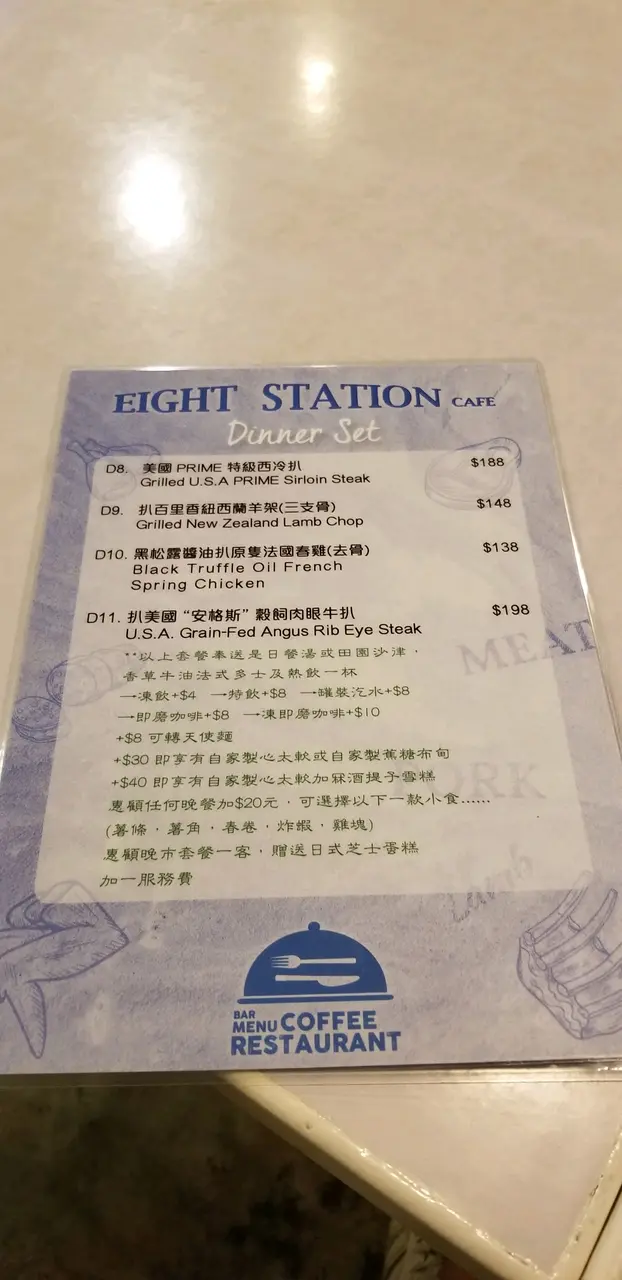 EIGHT STATION CAFE
Dinner Set
D8. 美國 PRIME 特級西冷扒 $188
Grilled U.S.A PRIME Sirloin Steak
D9. 扒百里香紐西蘭羊架(三支骨) $148
Grilled New Zealand Lamb Chop
D10. 黑松露醬油扒原隻法國春雞(去骨) $138
Black Truffle Oil French
Spring Chicken
D11. 扒美國 “安格斯” 穀飼肉眼牛扒 $198
U.S.A. Grain-Fed Angus Rib Eye Steak
**以上套餐奉送是日餐湯或田園沙律，
香草牛油法式多士及熱飲一杯
→凍飲+$4 →特飲+$8 →罐裝汽水+$8
→即磨咖啡+$8 →凍即磨咖啡+$10
+$8 可轉天使麵
+$30 即享有自家製心太軟或自家製蕉糖布甸
+$40 即享有自家製心太軟加冧酒提子雪糕
惠顧任何晚餐加$20元，可選擇以下一款小食......
(薯條，薯角，春卷，炸蝦，雞塊)
惠顧晚市套餐一客，贈送日式芝士蛋糕
加一服務費
MEAT
PORK
Lamb
BAR
MENU COFFEE
RESTAURANT